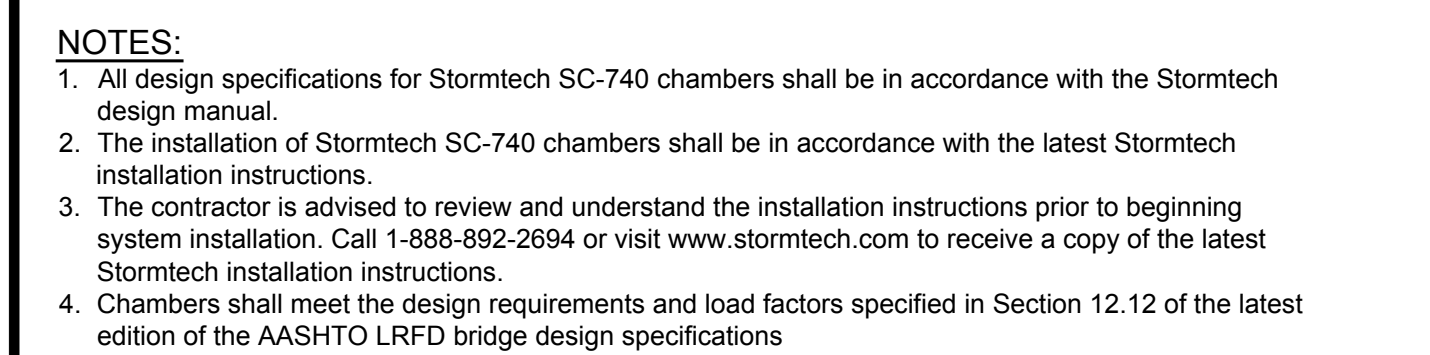 NOTES:
1. All design specifications for Stormtech SC-740 chambers shall be in accordance with the Stormtech
design manual.
2. The installation of Stormtech SC-740 chambers shall be in accordance with the latest Stormtech
installation instructions.
3. The contractor is advised to review and understand the installation instructions prior to beginning
system installation. Call 1-888-892-2694 or visit www.stormtech.com to receive a copy of the latest
Stormtech installation instructions.
4. Chambers shall meet the design requirements and load factors specified in Section 12.12 of the latest
edition of the AASHTO LRFD bridge design specifications